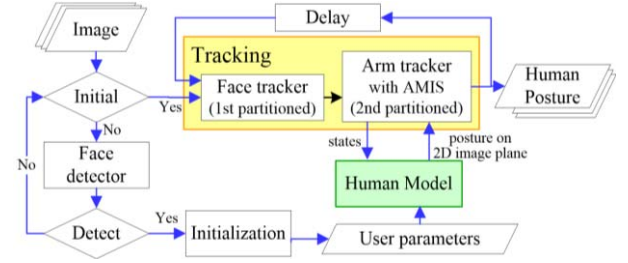 Image
Delay
Tracking
Initial
Yes
Face tracker
(1st partitioned)
Arm tracker
with AMIS
(2nd partitioned)
Human
Posture
No
No
Face
detector
states
posture on
2D image plane
Human Model
Detect
Yes
Initialization
User parameters